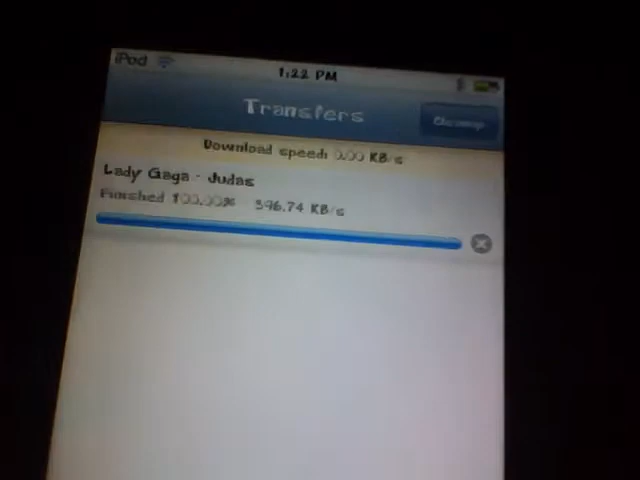 iPod
1:22 PM
Transfers
Cleanup
Download speed: 0.00 KB/s
Lady Gaga - Judas
Finished 100.00% 396.74 KB/s